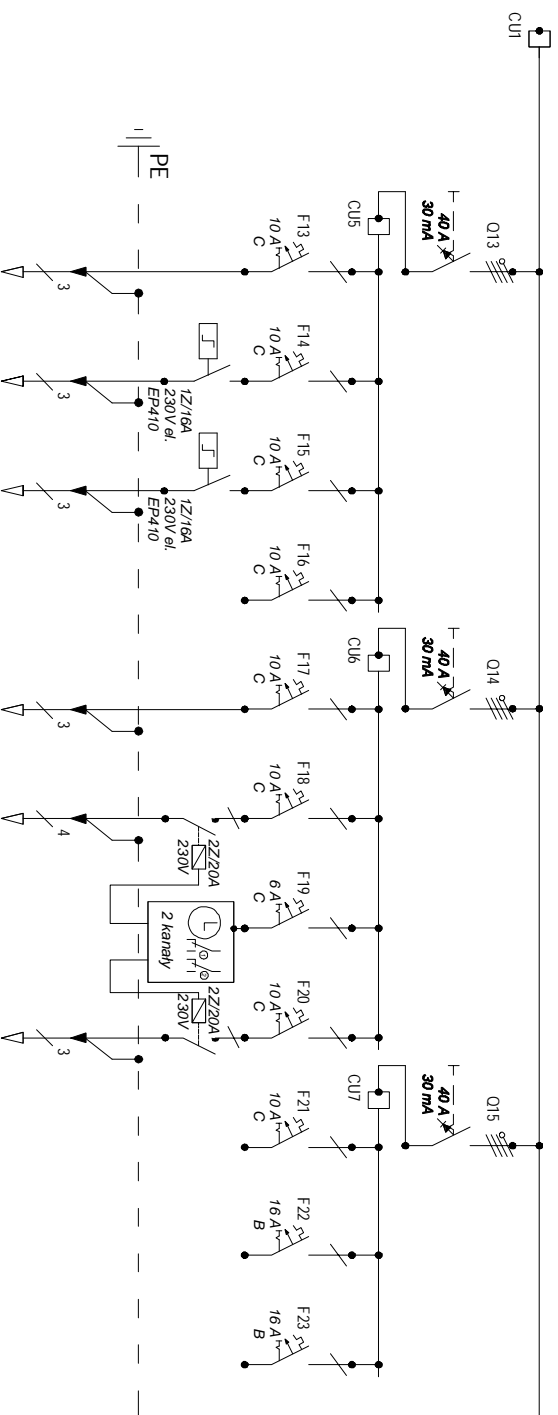 CU1
PE
Q13
40 A
30 mA
CU5
F13
10 A
C
3
F14
10 A
C
1Z/16A
230V el.
EP410
3
F15
10 A
C
1Z/16A
230V el.
EP410
3
F16
10 A
C
Q14
40 A
30 mA
CU6
F17
10 A
C
3
F18
10 A
C
2Z/20A
230V
4
F19
6 A
C
1
2
2 kanały
F20
10 A
C
2Z/20A
230V
3
Q15
40 A
30 mA
CU7
F21
10 A
C
F22
16 A
B
F23
16 A
B